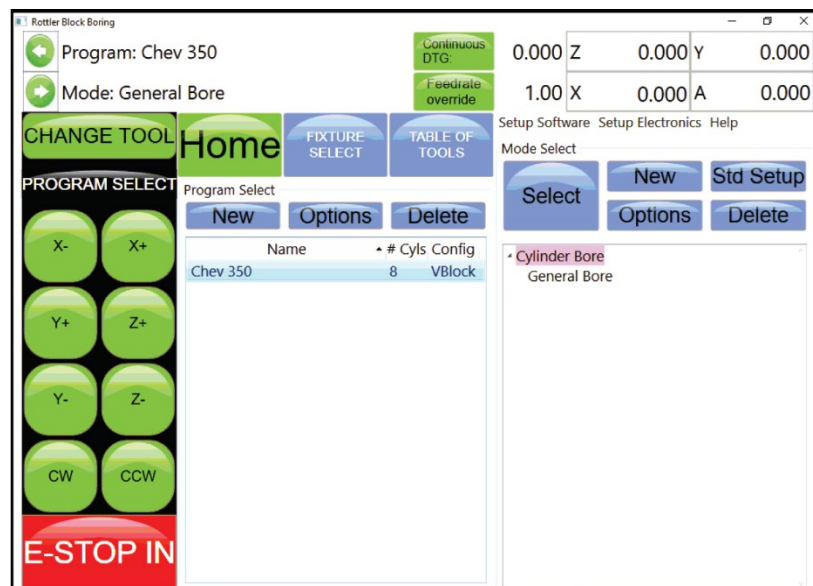 Rottler Block Boring
Program: Chev 350
Continuous DTG:
0.000 Z 0.000 Y 0.000
Mode: General Bore
Feedrate override
1.00 X 0.000 A 0.000
CHANGE TOOL
Home
FIXTURE SELECT
TABLE OF TOOLS
Setup Software Setup Electronics Help
Mode Select
PROGRAM SELECT
Program Select
Select
New
Std Setup
New
Options
Delete
Options
Delete
Name # Cyls Config
Chev 350 8 VBlock
Cylinder Bore
General Bore
X- X+
Y+ Z+
Y- Z-
CW CCW
E-STOP IN